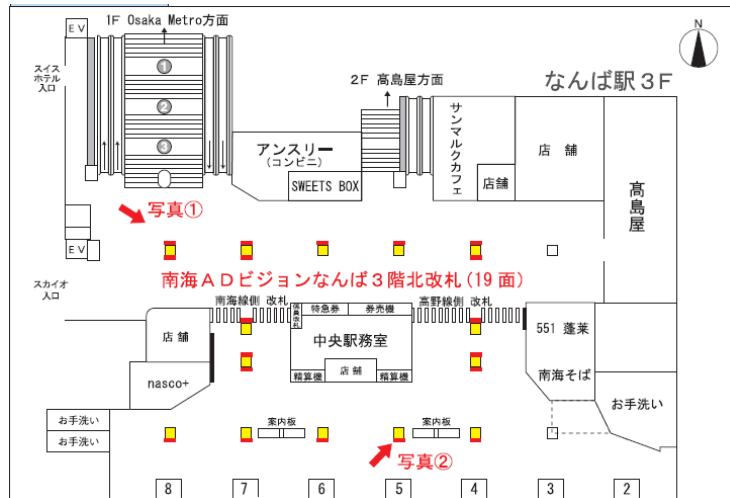 EV
1F Osaka Metro方面
N
なんば駅3F
スイス
ホテル
入口
①
②
③
2F 髙島屋方面
アンスリー
(コンビニ)
SWEETS BOX
サンマルクカフェ
店舗
店舗
髙島屋
写真①
EV
スカイオ
入口
南海ADビジョンなんば3階北改札(19面)
南海線側 改札
特急券
券売機
高野線側 改札
中央駅務室
店舗
精算機
店舗
精算機
nasco+
551 蓬莱
南海そば
お手洗い
お手洗い
お手洗い
案内板
案内板
写真②
8
7
6
5
4
3
2